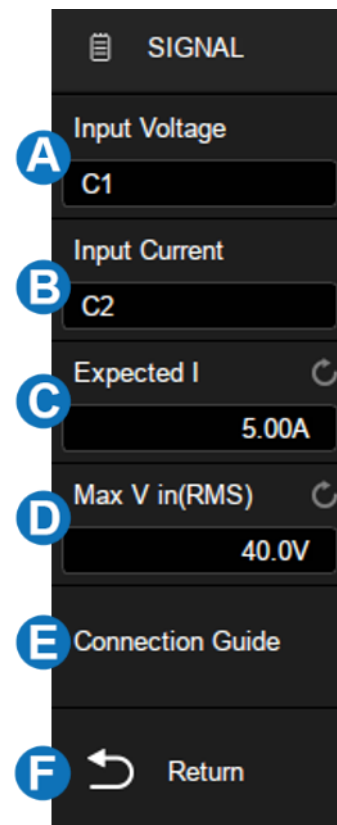 SIGNAL
A
Input Voltage
C1
B
Input Current
C2
C
Expected I
5.00A
D
Max V in(RMS)
40.0V
E
Connection Guide
F
Return